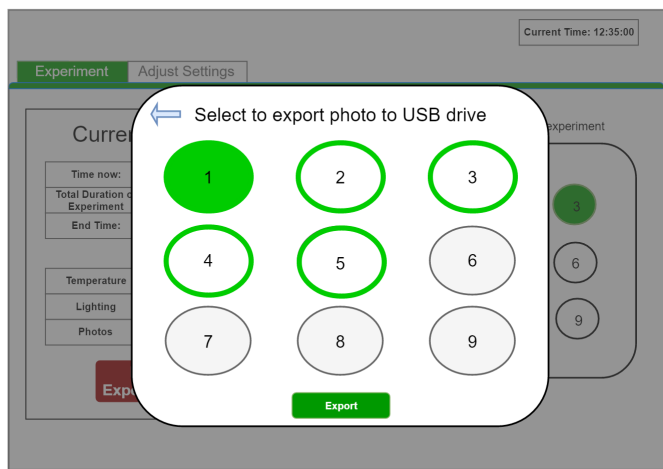 Current Time: 12:35:00
Experiment Adjust Settings
Select to export photo to USB drive
experiment
Time now:
Total Duration
Experiment
End Time:
Temperature
Lighting
Photos
1 2 3
4 5 6
7 8 9
3
6
9
Export